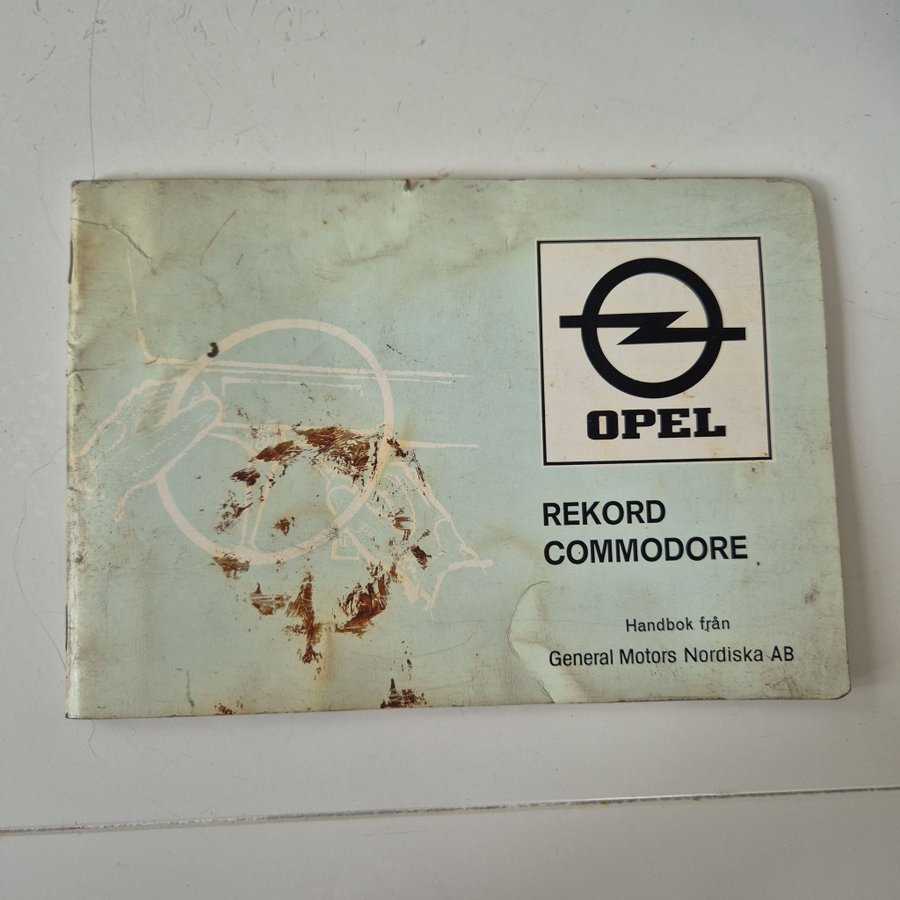 OPEL
REKORD
COMMODORE
Handbok från
General Motors Nordiska AB